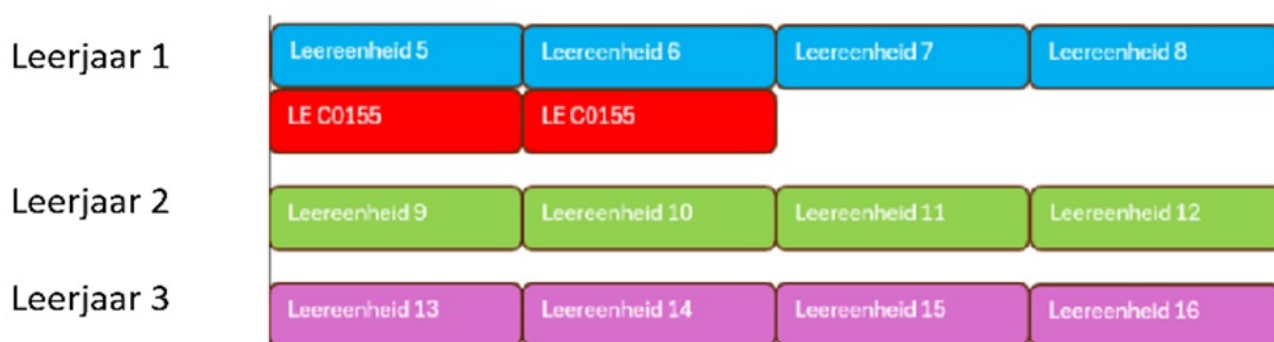 Leerjaar 1 Leereenheid 5 Leereenheid 6 Leereenheid 7 Leereenheid 8
LE C0155 LE C0155
Leerjaar 2 Leereenheid 9 Leereenheid 10 Leereenheid 11 Leereenheid 12
Leerjaar 3 Leereenheid 13 Leereenheid 14 Leereenheid 15 Leereenheid 16